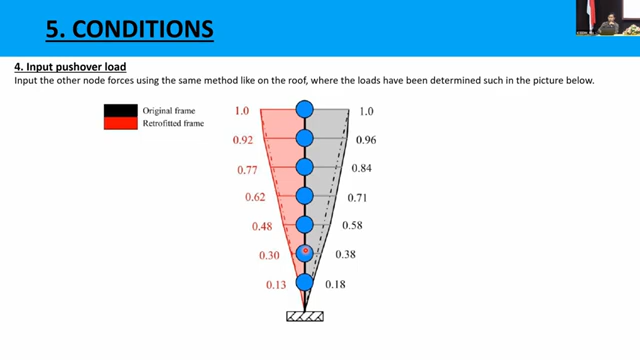 5. CONDITIONS
4. Input pushover load
Input the other node forces using the same method like on the roof, where the loads have been determined such in the picture below.
Original frame
Retrofitted frame
1.0 1.0
0.92 0.96
0.77 0.84
0.62 0.71
0.48 0.58
0.30 0.38
0.13 0.18